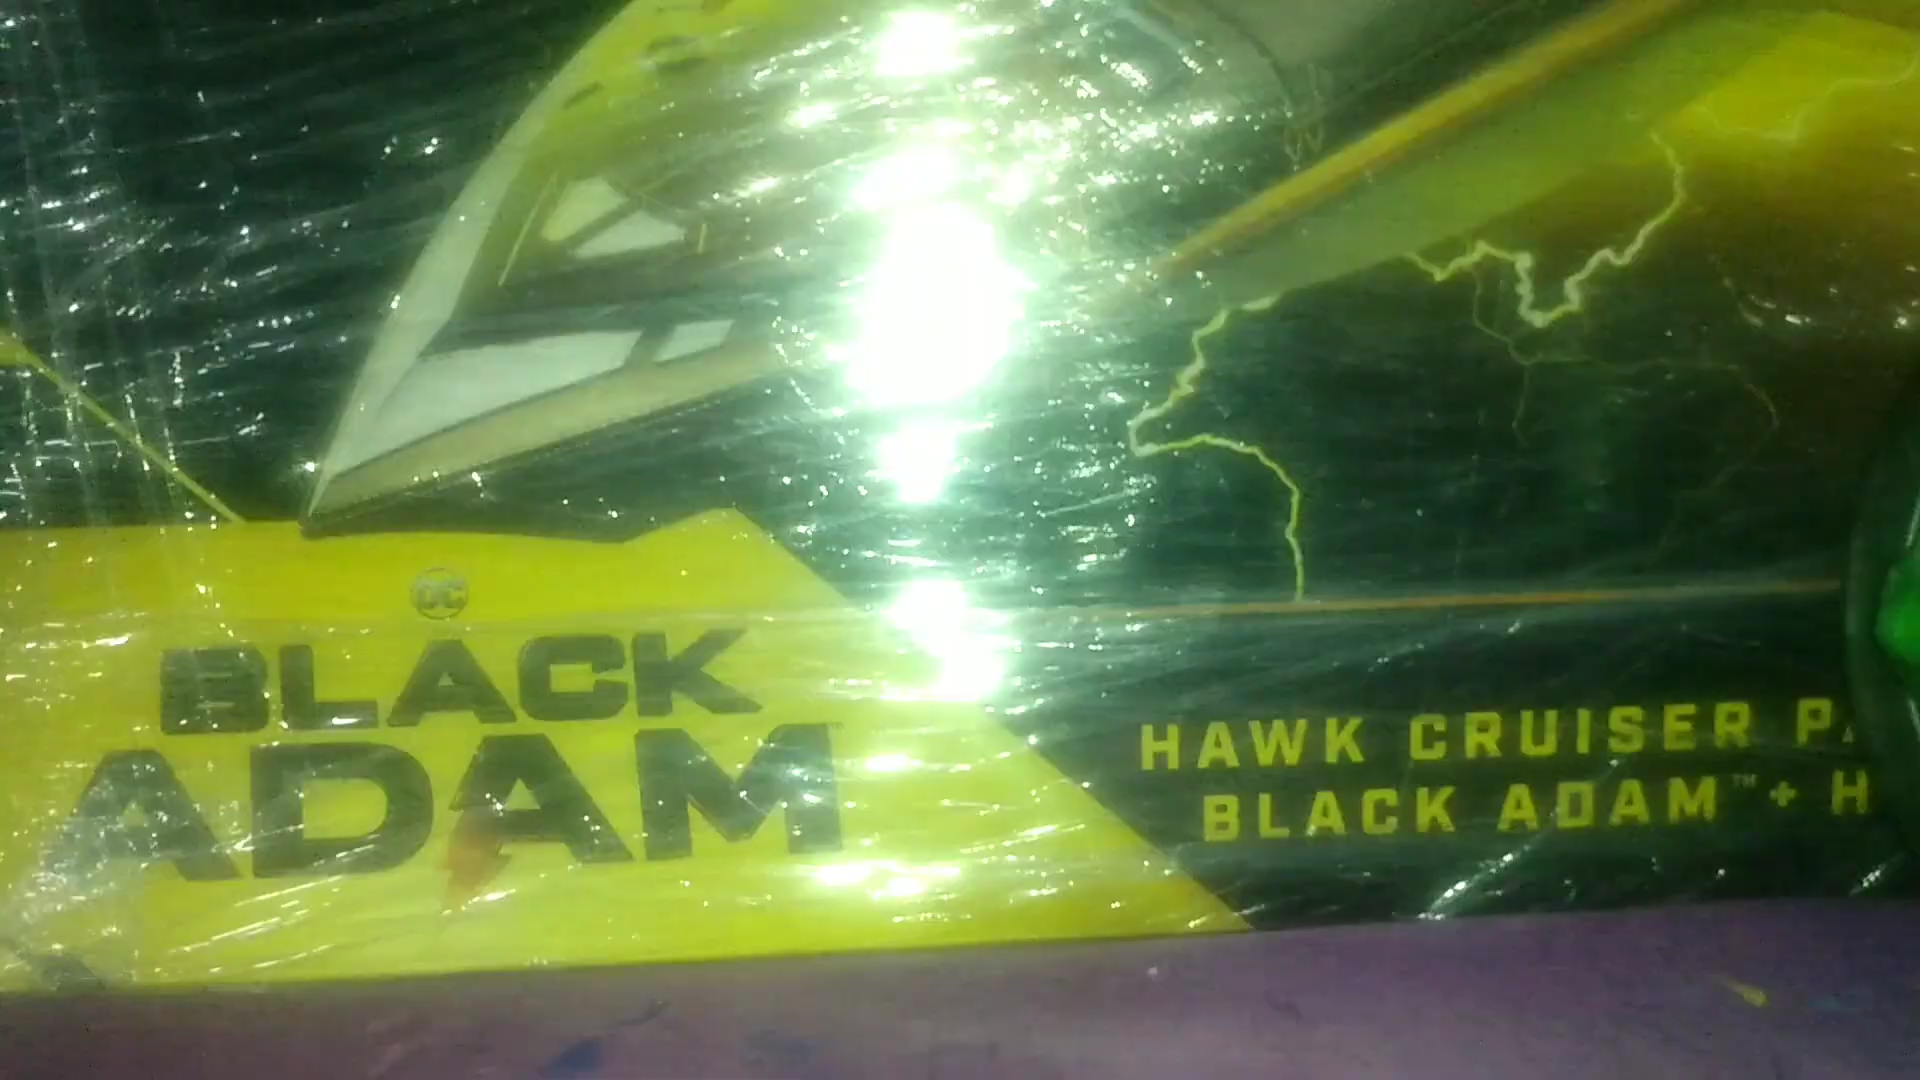 DC
BLACK
ADAM
HAWK CRUISER
BLACK ADAM™ +